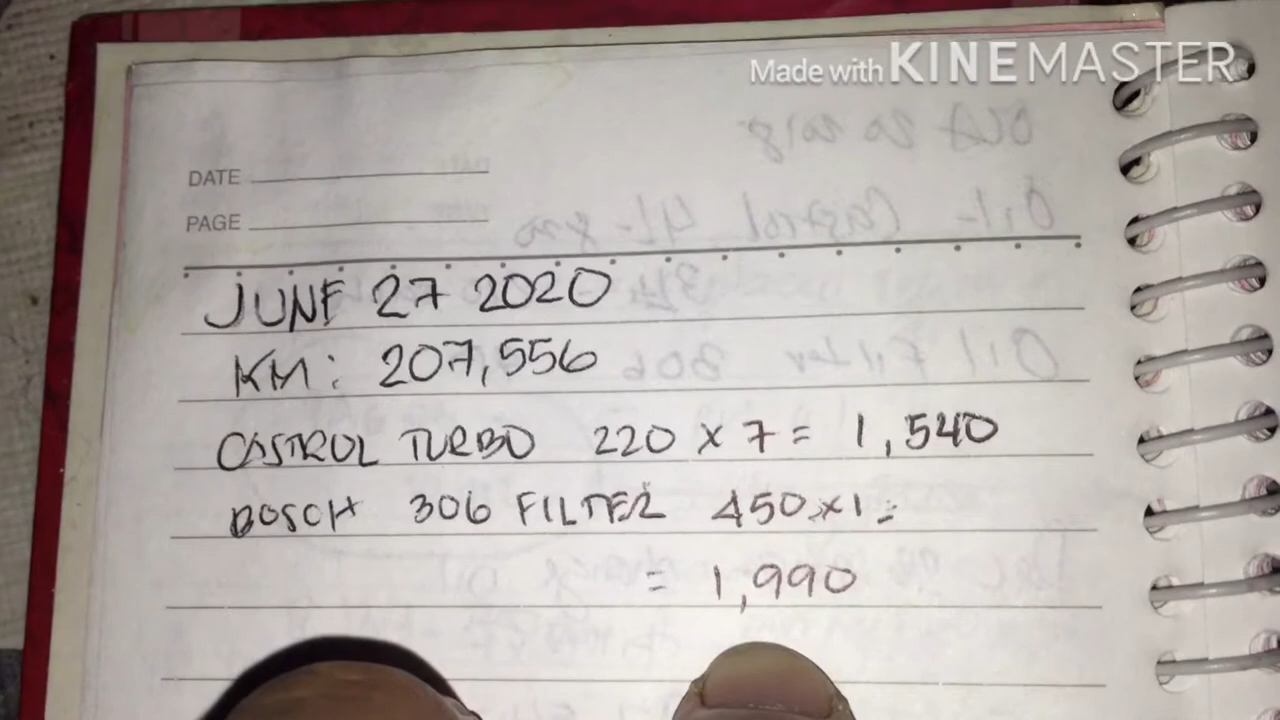 Made with KINEMASTER
DATE
PAGE
JUNE 27 2020
KM: 207,556
CASTROL TURBO 220 x 7 = 1,540
BOSCH 306 FILTER 450 x 1 =
= 1,990